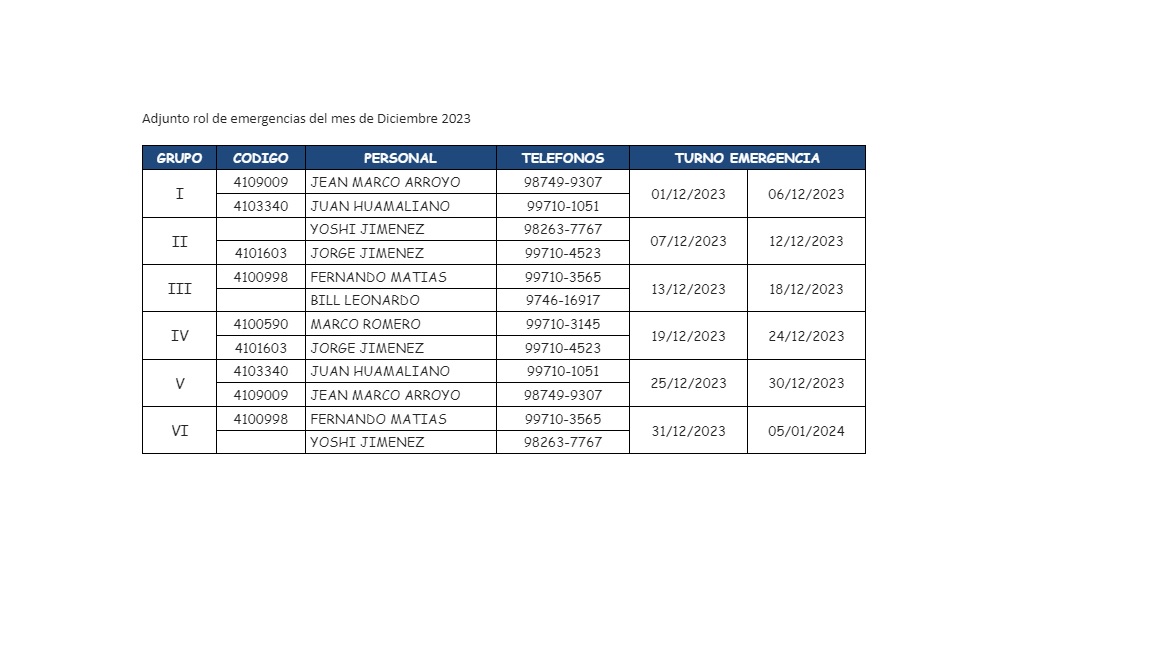 Adjunto rol de emergencias del mes de Diciembre 2023
GRUPO CODIGO PERSONAL TELEFONOS TURNO EMERGENCIA
I 4109009 JEAN MARCO ARROYO 98749-9307 01/12/2023 06/12/2023
4103340 JUAN HUAMALIANO 99710-1051
II YOSHI JIMENEZ 98263-7767 07/12/2023 12/12/2023
4101603 JORGE JIMENEZ 99710-4523
III 4100998 FERNANDO MATIAS 99710-3565 13/12/2023 18/12/2023
BILL LEONARDO 9746-16917
IV 4100590 MARCO ROMERO 99710-3145 19/12/2023 24/12/2023
4101603 JORGE JIMENEZ 99710-4523
V 4103340 JUAN HUAMALIANO 99710-1051 25/12/2023 30/12/2023
4109009 JEAN MARCO ARROYO 98749-9307
VI 4100998 FERNANDO MATIAS 99710-3565 31/12/2023 05/01/2024
YOSHI JIMENEZ 98263-7767